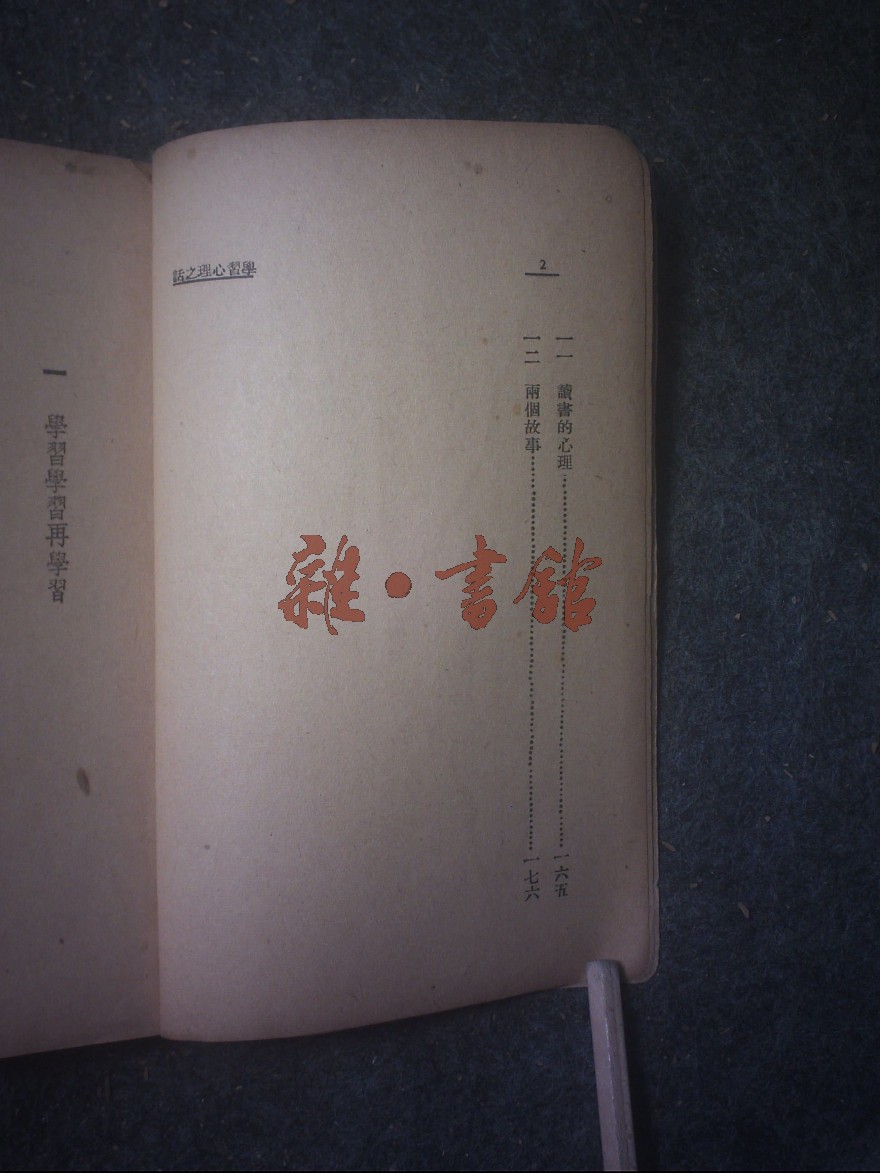 2
一一　讀書的心理……一六五
一二　兩個故事……一七六
話之理心習學
雜·書館
一　學習學習再學習